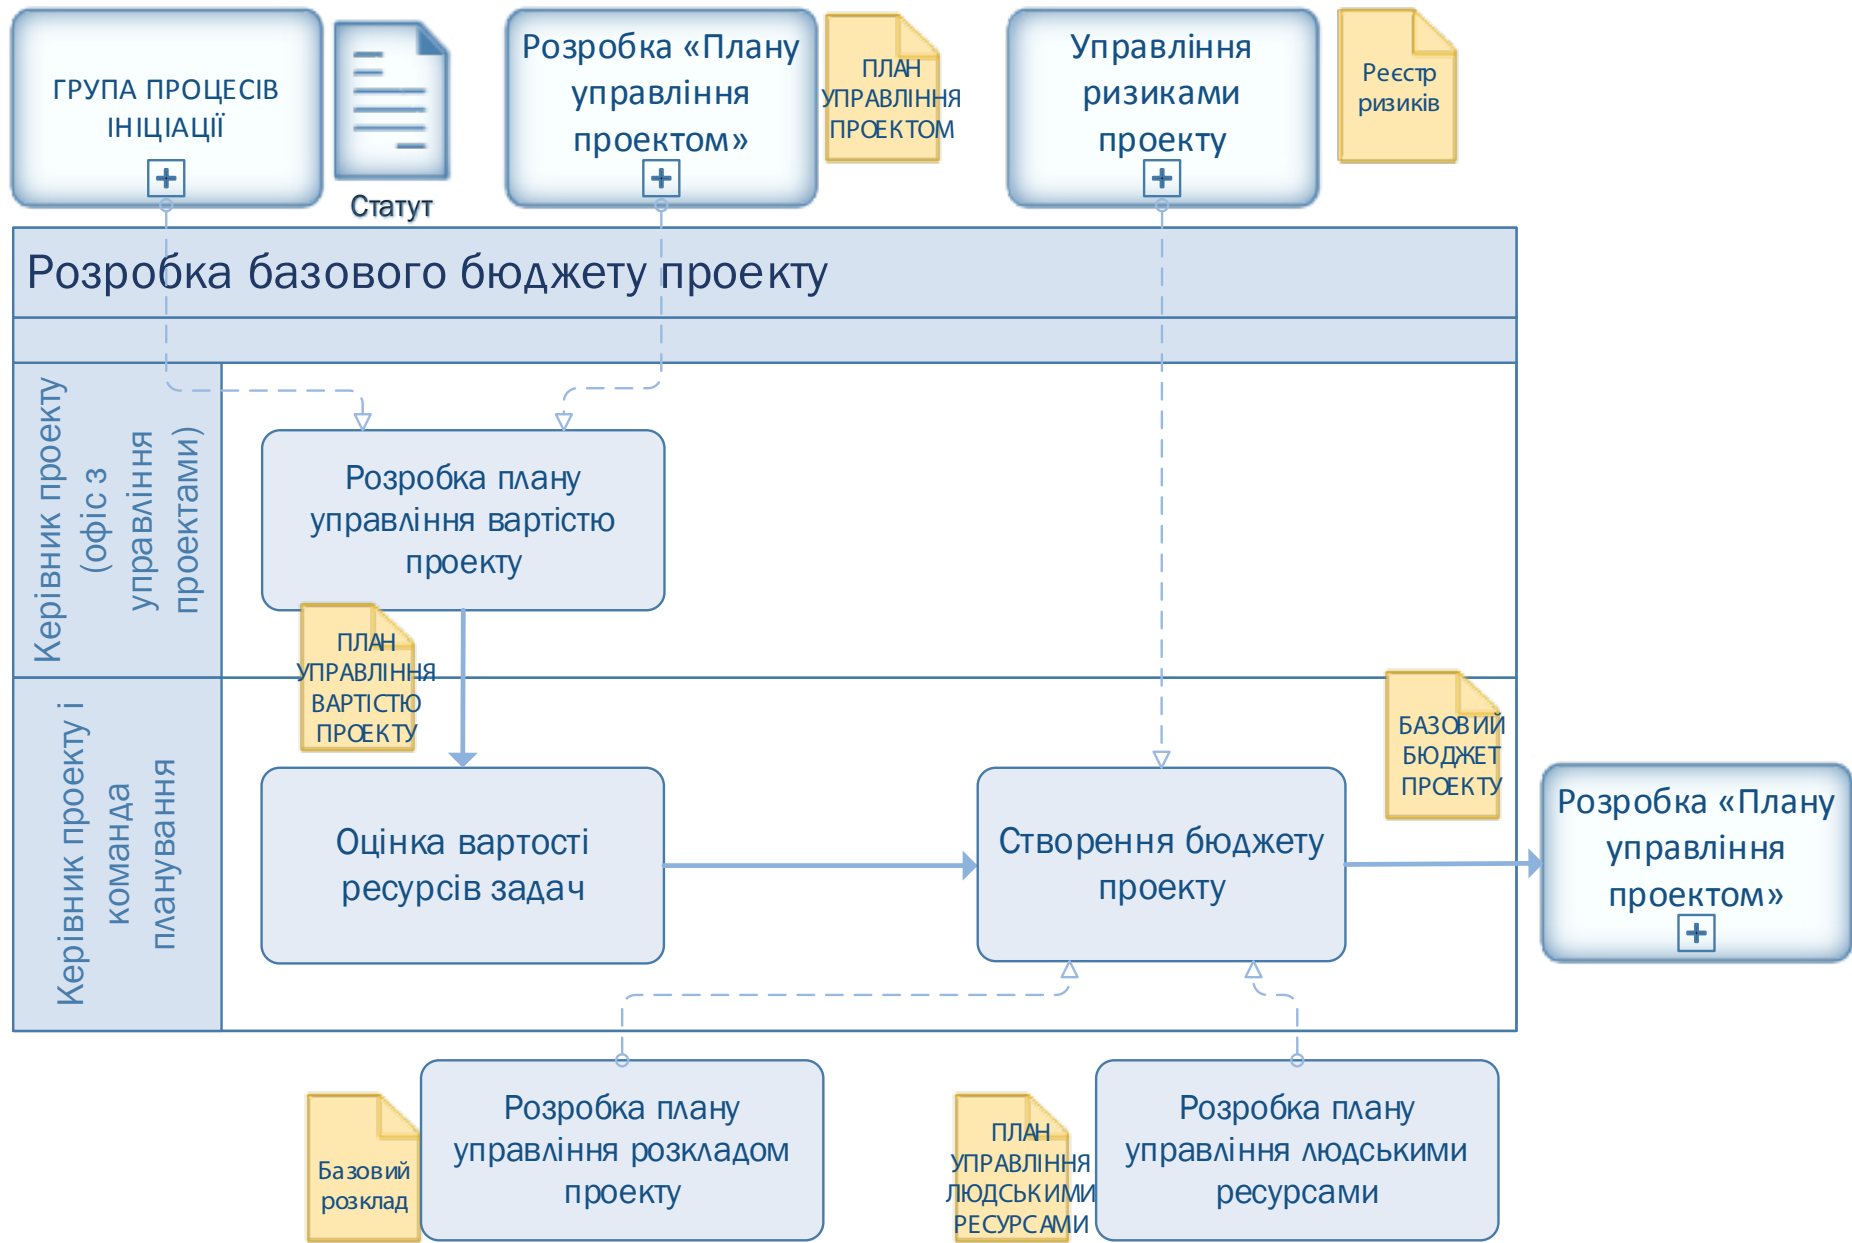 ГРУПА ПРОЦЕСІВ
ІНІЦІАЦІЇ
Статут
Розробка «Плану
управління
проектом»
ПЛАН
УПРАВЛІННЯ
ПРОЕКТОМ
Управління
ризиками
проекту
Реєстр
ризиків
Розробка базового бюджету проекту
Керівник проекту
(офіс з
управління
проектами)
Розробка плану
управління вартістю
проекту
ПЛАН
УПРАВЛІННЯ
ВАРТІСТЮ
ПРОЕКТУ
Керівник проекту і
команда
планування
Оцінка вартості
ресурсів задач
Створення бюджету
проекту
БАЗОВИЙ
БЮДЖЕТ
ПРОЕКТУ
Розробка «Плану
управління
проектом»
Базовий
розклад
Розробка плану
управління розкладом
проекту
ПЛАН
УПРАВЛІННЯ
ЛЮДСЬКИМИ
РЕСУРСАМИ
Розробка плану
управління людськими
ресурсами